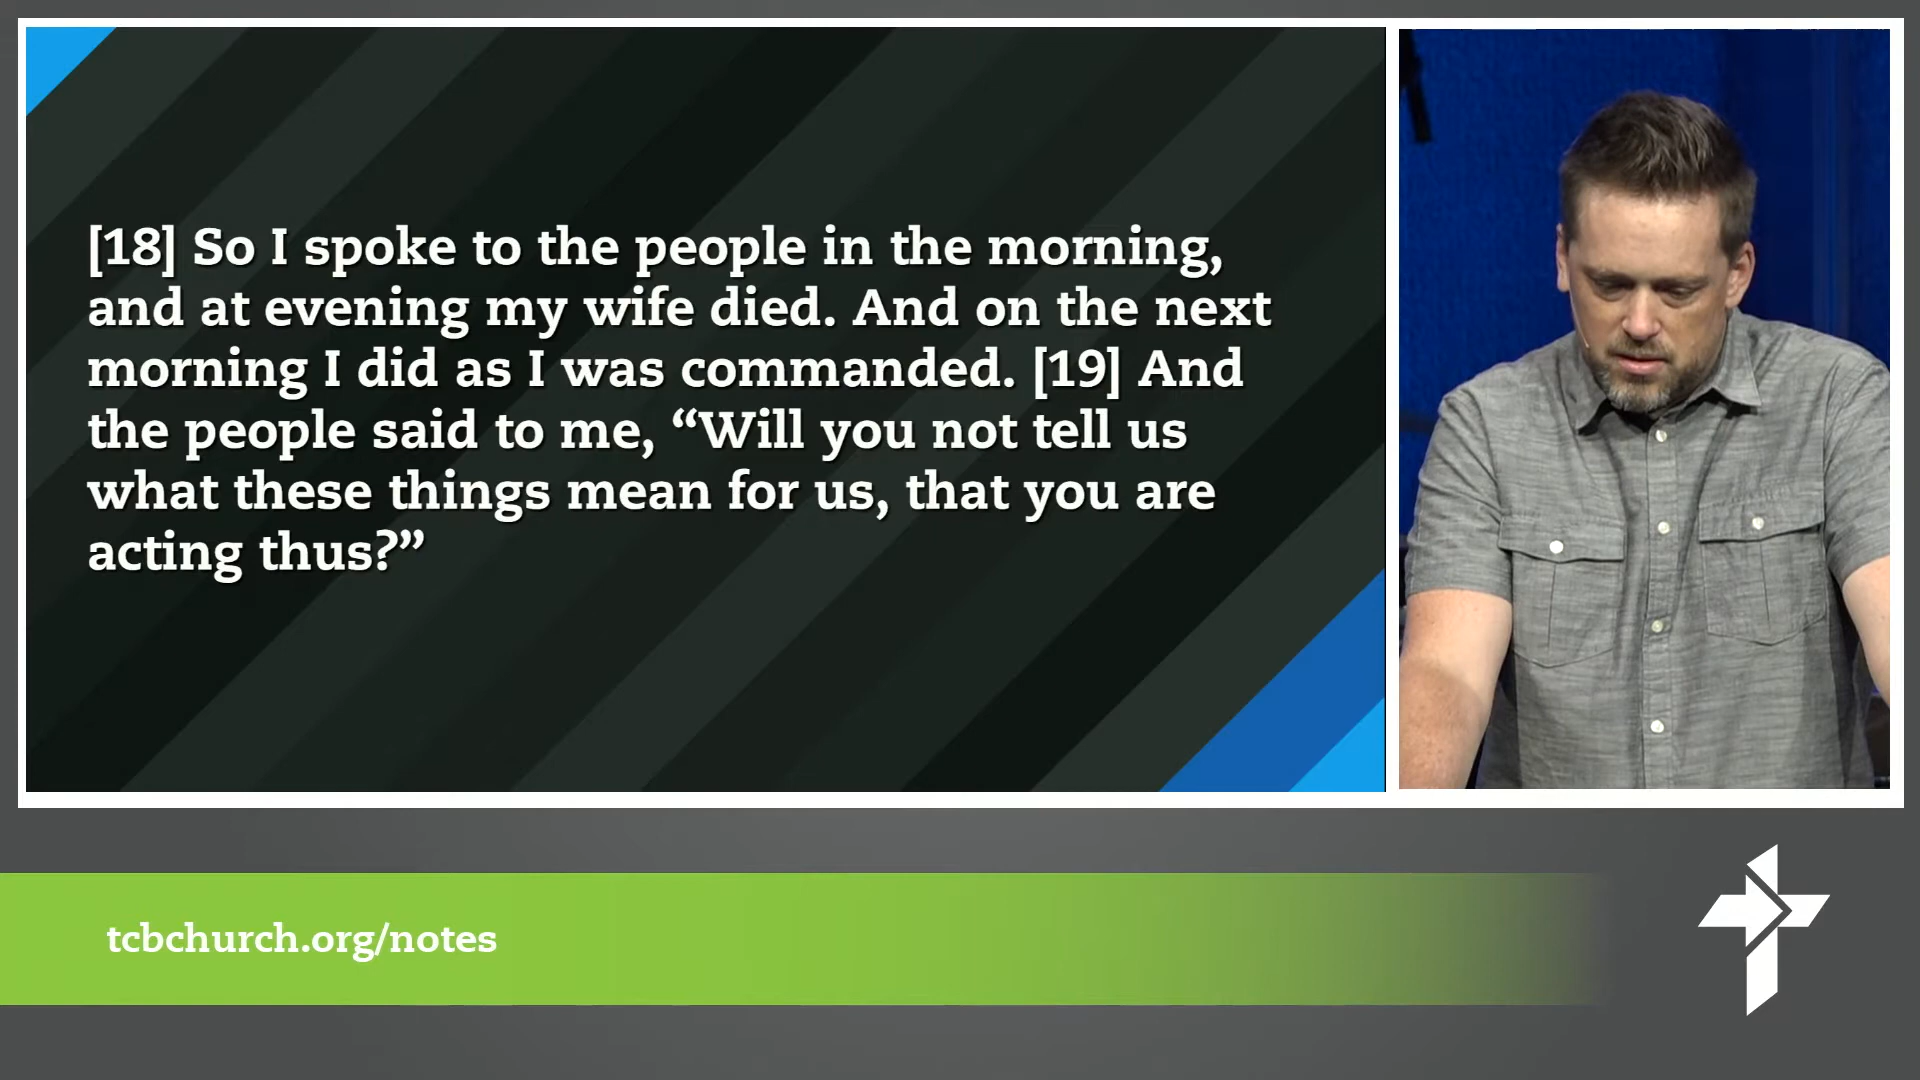 [18] So I spoke to the people in the morning,
and at evening my wife died. And on the next
morning I did as I was commanded. [19] And
the people said to me, “Will you not tell us
what these things mean for us, that you are
acting thus?”
tcbchurch.org/notes